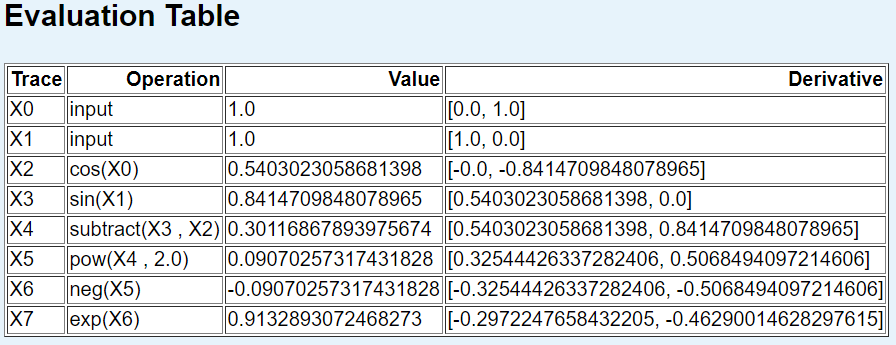 Evaluation Table
Trace Operation Value Derivative
X0 input 1.0 [0.0, 1.0]
X1 input 1.0 [1.0, 0.0]
X2 cos(X0) 0.5403023058681398 [-0.0, -0.8414709848078965]
X3 sin(X1) 0.8414709848078965 [0.5403023058681398, 0.0]
X4 subtract(X3 , X2) 0.30116867893975674 [0.5403023058681398, 0.8414709848078965]
X5 pow(X4 , 2.0) 0.09070257317431828 [0.32544426337282406, 0.5068494097214606]
X6 neg(X5) -0.09070257317431828 [-0.32544426337282406, -0.5068494097214606]
X7 exp(X6) 0.9132893072468273 [-0.2972247658432205, -0.46290014628297615]